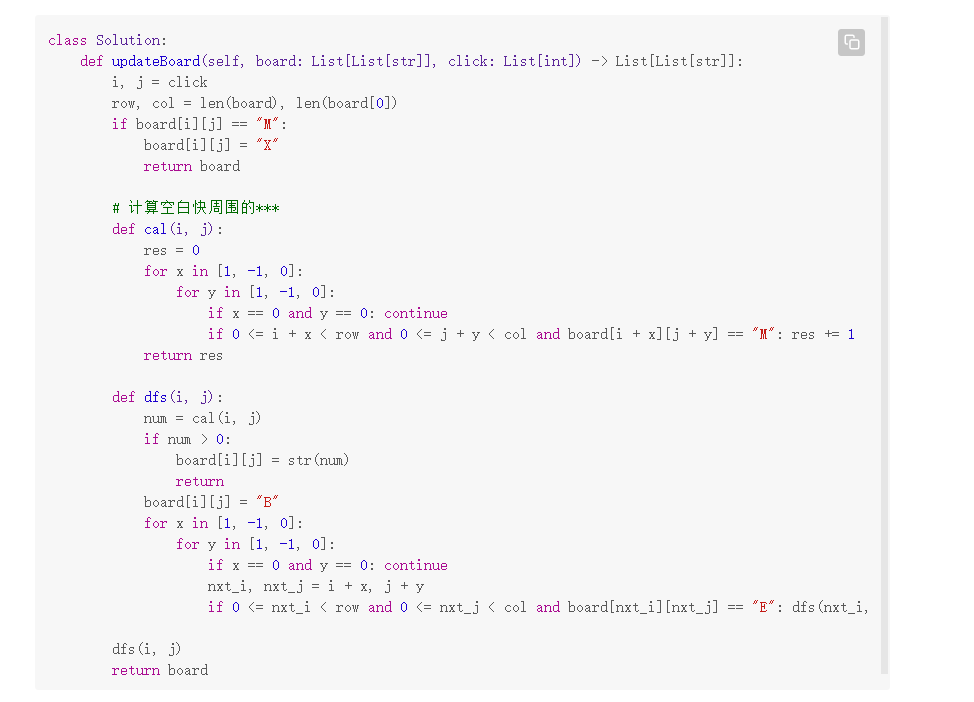 class Solution:
    def updateBoard(self, board: List[List[str]], click: List[int]) -> List[List[str]]:
        i, j = click
        row, col = len(board), len(board[0])
        if board[i][j] == "M":
            board[i][j] = "X"
            return board
        # 计算空白快周围的***
        def cal(i, j):
            res = 0
            for x in [1, -1, 0]:
                for y in [1, -1, 0]:
                    if x == 0 and y == 0: continue
                    if 0 <= i + x < row and 0 <= j + y < col and board[i + x][j + y] == "M": res += 1
            return res
        def dfs(i, j):
            num = cal(i, j)
            if num > 0:
                board[i][j] = str(num)
                return
            board[i][j] = "B"
            for x in [1, -1, 0]:
                for y in [1, -1, 0]:
                    if x == 0 and y == 0: continue
                    nxt_i, nxt_j = i + x, j + y
                    if 0 <= nxt_i < row and 0 <= nxt_j < col and board[nxt_i][nxt_j] == "E": dfs(nxt_i,
        dfs(i, j)
        return board